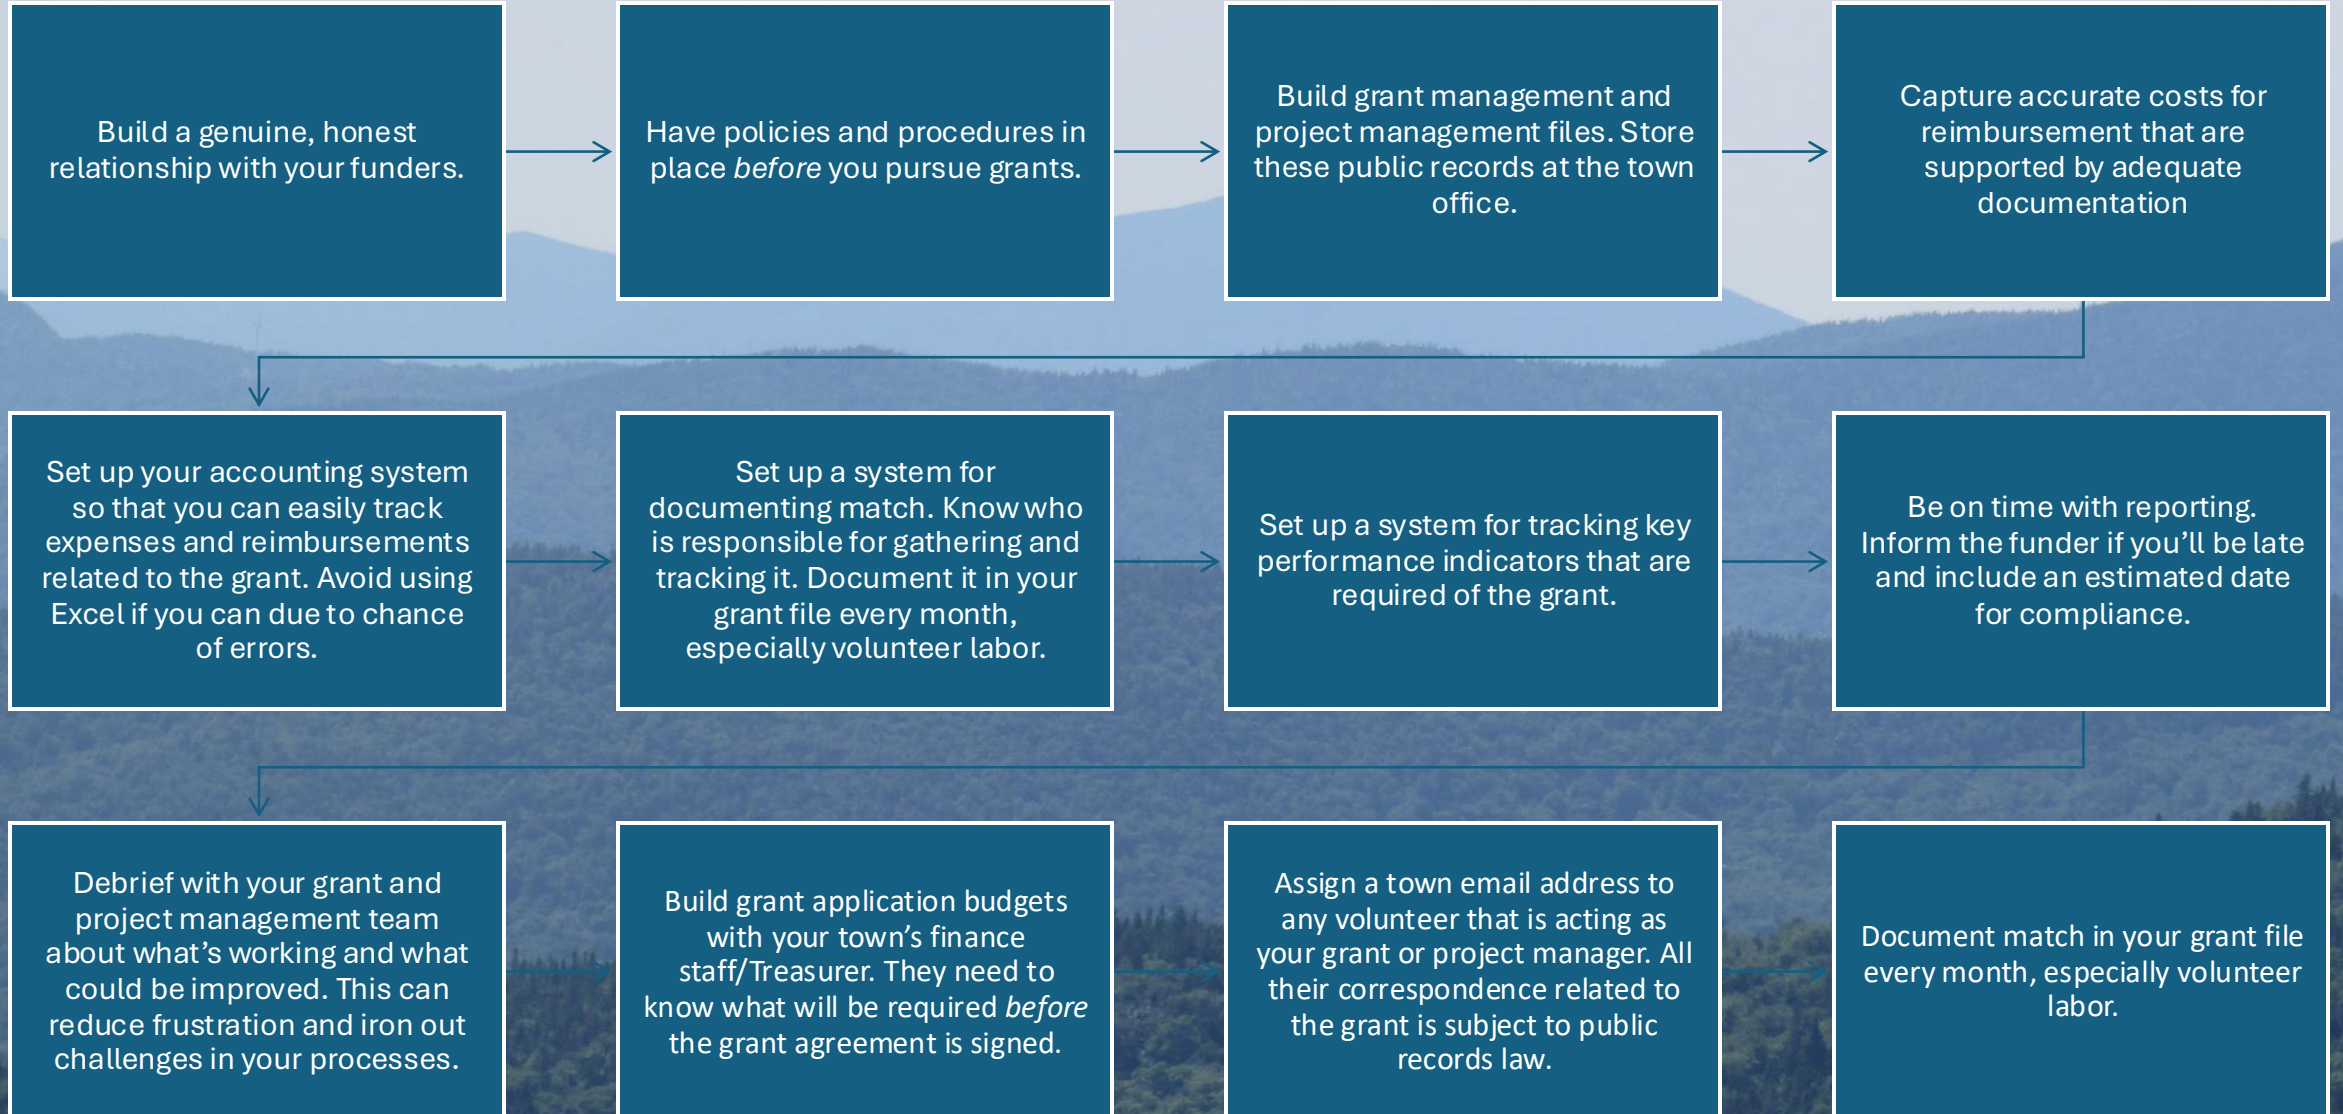 Build a genuine, honest
relationship with your funders.
Have policies and procedures in
place before you pursue grants.
Build grant management and
project management files. Store
these public records at the town
office.
Capture accurate costs for
reimbursement that are
supported by adequate
documentation
Set up your accounting system
so that you can easily track
expenses and reimbursements
related to the grant. Avoid using
Excel if you can due to chance
of errors.
Set up a system for
documenting match. Know who
is responsible for gathering and
tracking it. Document it in your
grant file every month,
especially volunteer labor.
Set up a system for tracking key
performance indicators that are
required of the grant.
Be on time with reporting.
Inform the funder if you’ll be late
and include an estimated date
for compliance.
Debrief with your grant and
project management team
about what’s working and what
could be improved. This can
reduce frustration and iron out
challenges in your processes.
Build grant application budgets
with your town’s finance
staff/Treasurer. They need to
know what will be required before
the grant agreement is signed.
Assign a town email address to
any volunteer that is acting as
your grant or project manager. All
their correspondence related to
the grant is subject to public
records law.
Document match in your grant file
every month, especially volunteer
labor.